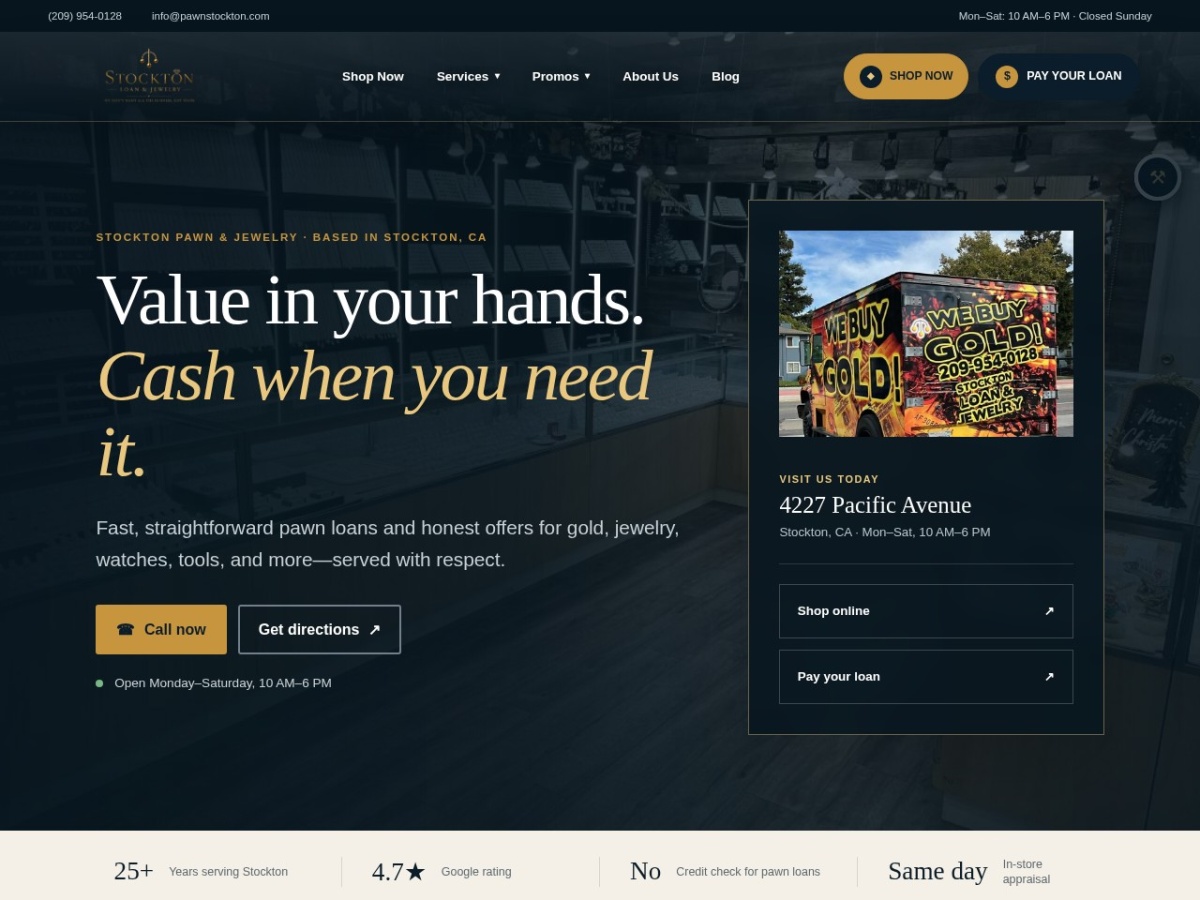 (209) 954-0128
info@pawnstockton.com
Mon–Sat: 10 AM–6 PM · Closed Sunday
STOCKTON
LOAN & JEWELRY
Shop Now
Services ▼
Promos ▼
About Us
Blog
SHOP NOW
$ PAY YOUR LOAN
STOCKTON PAWN & JEWELRY · BASED IN STOCKTON, CA
Value in your hands.
Cash when you need
it.
Fast, straightforward pawn loans and honest offers for gold, jewelry,
watches, tools, and more—served with respect.
☎ Call now
Get directions ↗
Open Monday–Saturday, 10 AM–6 PM
WE BUY
GOLD!
WE BUY
GOLD!
209-954-0128
STOCKTON
LOAN &
JEWELRY
VISIT US TODAY
4227 Pacific Avenue
Stockton, CA · Mon–Sat, 10 AM–6 PM
Shop online ↗
Pay your loan ↗
Merry
25+ Years serving Stockton
4.7★ Google rating
No Credit check for pawn loans
Same day In-store
appraisal